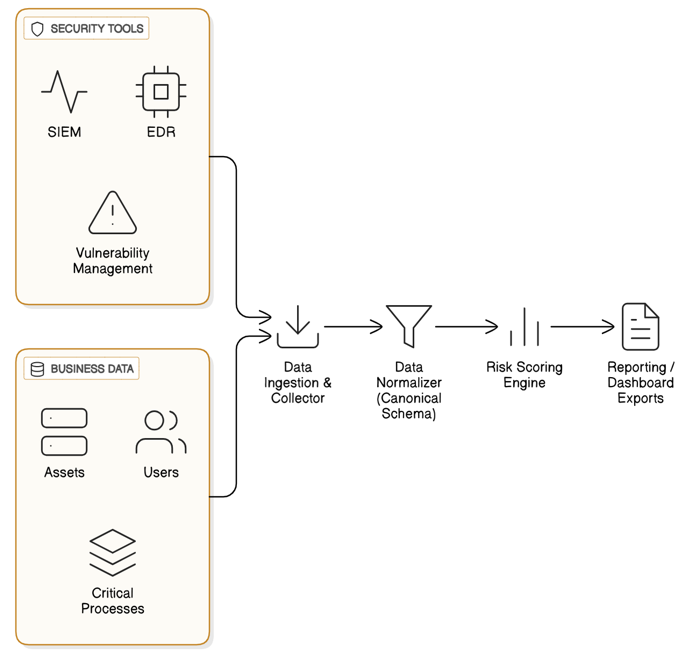 SECURITY TOOLS
SIEM
EDR
Vulnerability
Management
BUSINESS DATA
Assets
Users
Critical
Processes
Data
Ingestion &
Collector
Data
Normalizer
(Canonical
Schema)
Risk Scoring
Engine
Reporting /
Dashboard
Exports